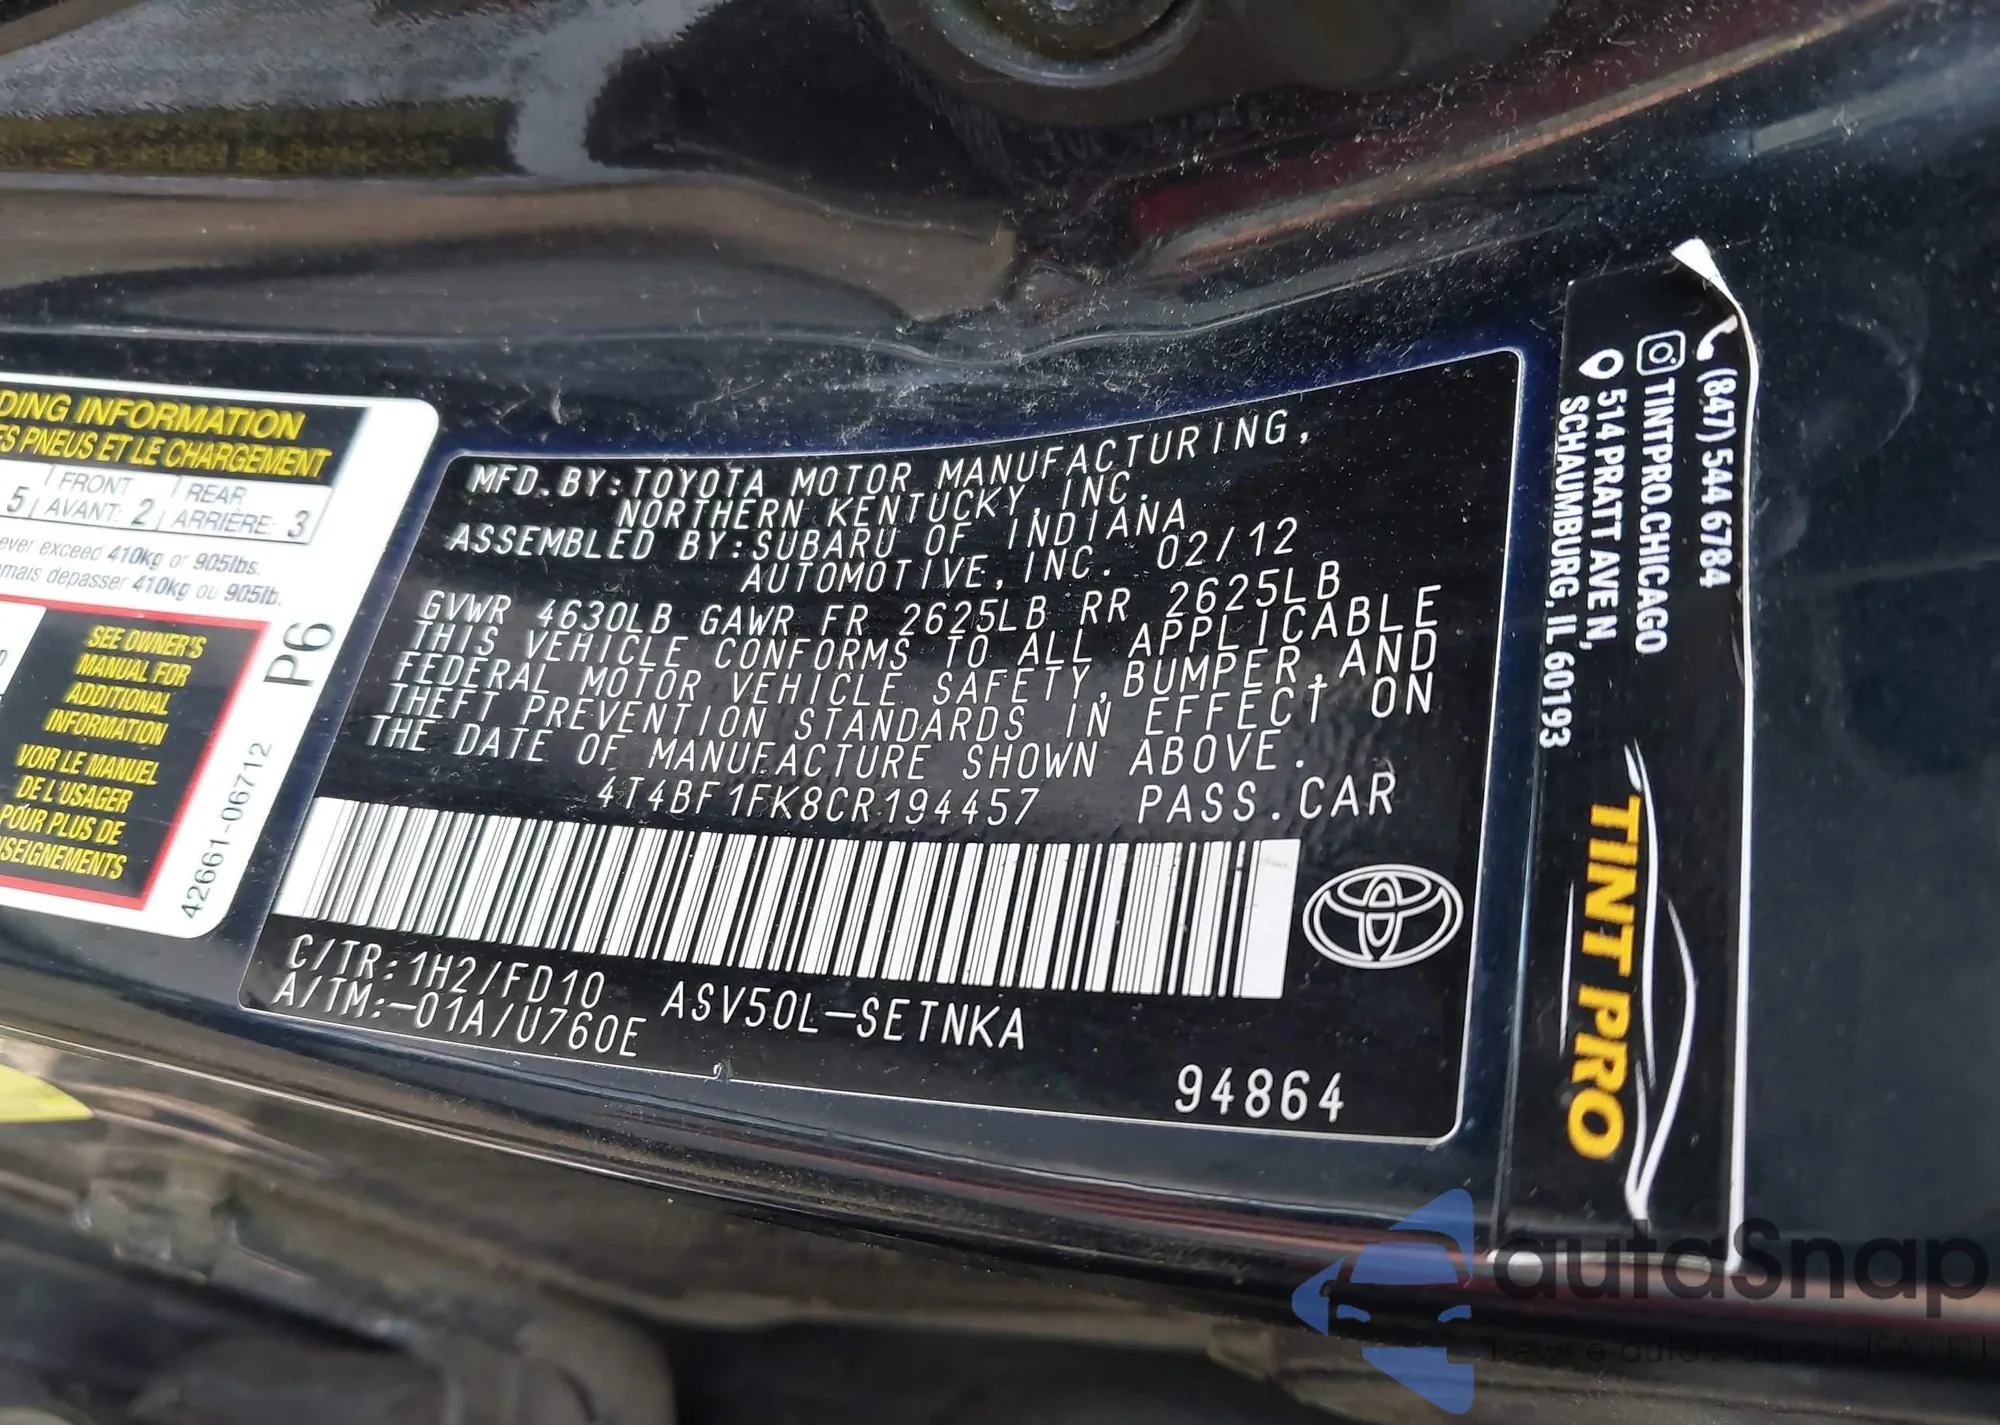 DING INFORMATION
ES PNEUS ET LE CHARGEMENT
5 FRONT AVANT: 2 REAR ARRIÈRE: 3
ever exceed 410kg or 905lbs.
mais dépasser 410kg ou 905lb.
SEE OWNER'S
MANUAL FOR
ADDITIONAL
INFORMATION
VOIR LE MANUEL
DE L'USAGER
POUR PLUS DE
NSEIGNEMENTS
P6
42661-06712
MFD. BY: TOYOTA MOTOR MANUFACTURING,
NORTHERN KENTUCKY, INC.
ASSEMBLED BY: SUBARU OF INDIANA
AUTOMOTIVE, INC. 02/12
GVWR 4630LB GAWR FR 2625LB RR 2625LB
THIS VEHICLE CONFORMS TO ALL APPLICABLE
FEDERAL MOTOR VEHICLE SAFETY, BUMPER, AND
THEFT PREVENTION STANDARDS IN EFFECT ON
THE DATE OF MANUFACTURE SHOWN ABOVE.
4T4BF1FK8CR194457 PASS. CAR
C/TR: 1H2/FD10
A/TM: -01A/U760E
ASV50L-SETNKA
94864
(847) 544 6784
TINTPRO.CHICAGO
514 PRATT AVE N,
SCHAUMBURG, IL 60193
TINT PRO
autaSnap